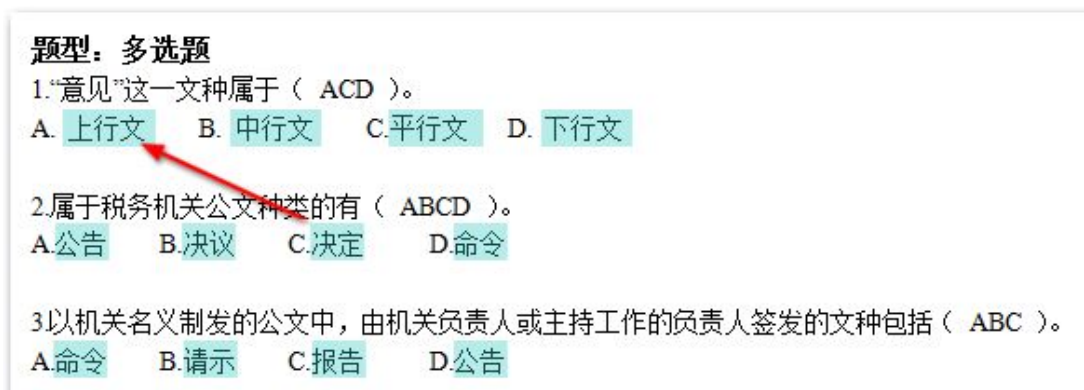 题型：多选题
1.“意见”这一文种属于（ ACD ）。
A. 上行文 B. 中行文 C.平行文 D. 下行文
2.属于税务机关公文种类的有（ ABCD ）。
A.公告 B.决议 C.决定 D.命令
3.以机关名义制发的公文中，由机关负责人或主持工作的负责人签发的文种包括（ ABC ）。
A.命令 B.请示 C.报告 D.公告